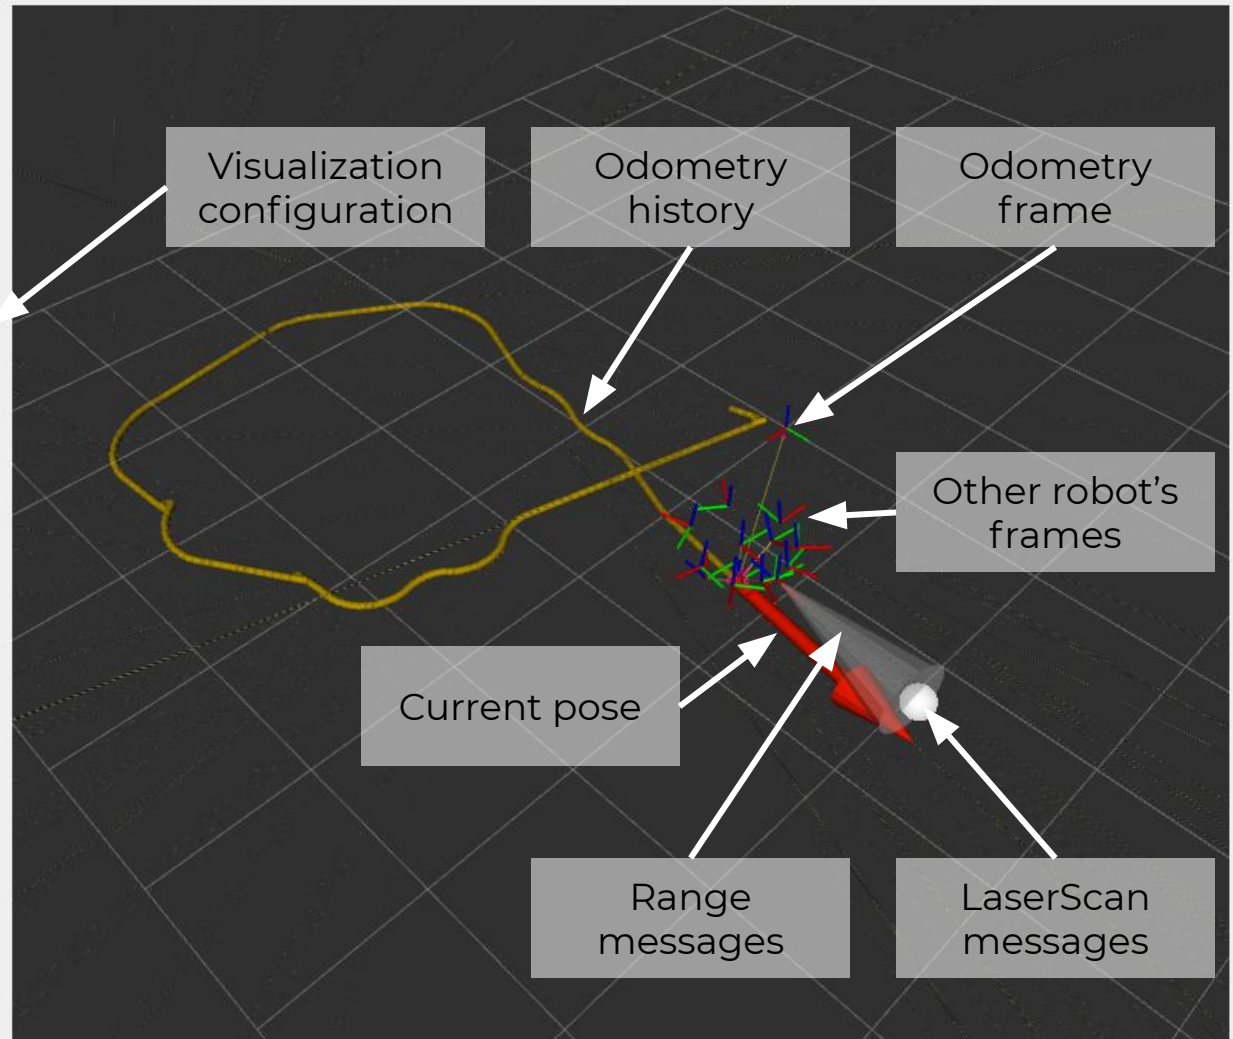 Visualization
configuration
Odometry
history
Odometry
frame
Other robot’s
frames
Current pose
Range
messages
LaserScan
messages